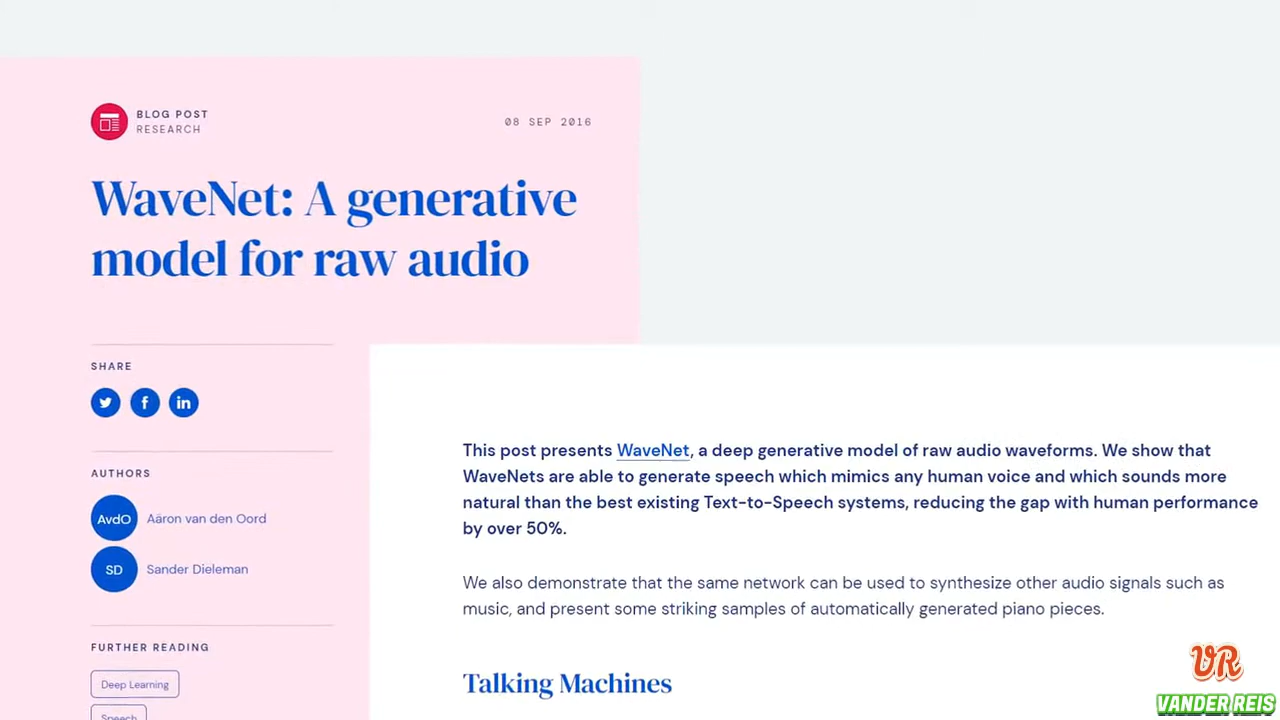 BLOG POST
RESEARCH
08 SEP 2016
WaveNet: A generative
model for raw audio
SHARE
AUTHORS
AvdO Aäron van den Oord
SD Sander Dieleman
FURTHER READING
Deep Learning
Speech
This post presents WaveNet, a deep generative model of raw audio waveforms. We show that
WaveNets are able to generate speech which mimics any human voice and which sounds more
natural than the best existing Text-to-Speech systems, reducing the gap with human performance
by over 50%.
We also demonstrate that the same network can be used to synthesize other audio signals such as
music, and present some striking samples of automatically generated piano pieces.
Talking Machines
VR
VANDER REIS